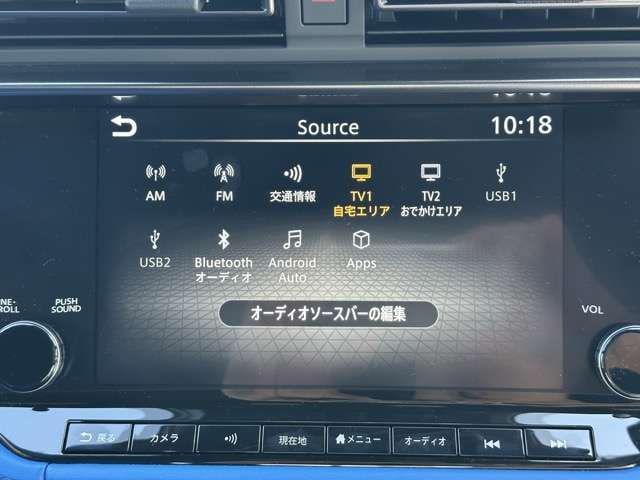 Source 10:18
AM FM 交通情報 TV1 TV2 USB1
自宅エリア おでかけエリア
USB2 Bluetooth Android Apps
オーディオ Auto
オーディオソースバーの編集
PUSH
ROLL SOUND VOL
戻る カメラ 現在地 メニュー オーディオ